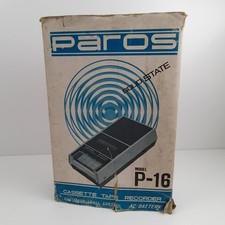 PAROS
SOLID STATE
MODEL
P-16
CASSETTE TAPE RECORDER
AC BATTERY